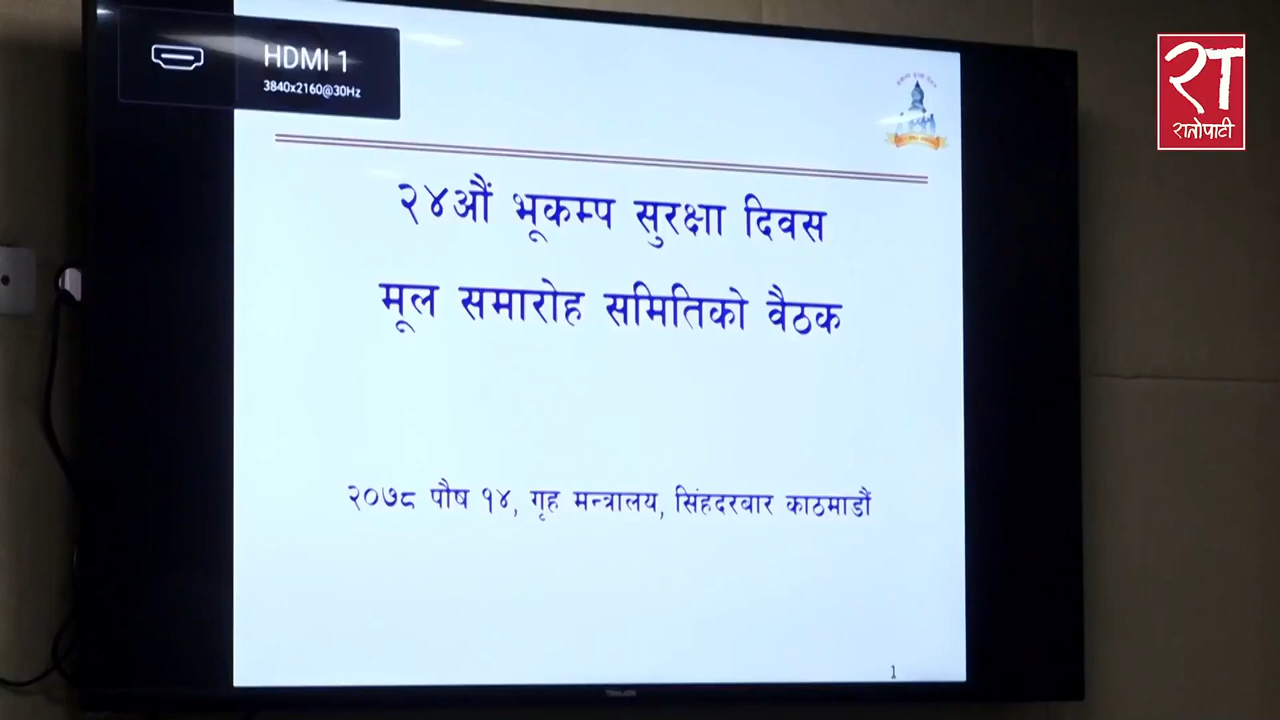 HDMI 1
3840x2160@30Hz
रातोपाटी
२४औं भूकम्प सुरक्षा दिवस
मूल समारोह समितिको वैठक
२०७८ पौष १४, गृह मन्त्रालय, सिंहदरबार काठमाडौं
1